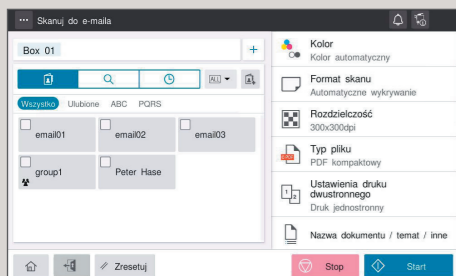 Skanuj do e-maila
Box 01
ALL
Wszystko Ulubione ABC PQRS
email01 email02 email03
group1 Peter Hase
Kolor
Kolor automatyczny
Format skanu
Automatyczne wykrywanie
Rozdzielczość
300x300dpi
Typ pliku
PDF kompaktowy
Ustawienia druku
dwustronnego
Druk jednostronny
Nazwa dokumentu / temat / inne
Zresetuj
Stop
Start